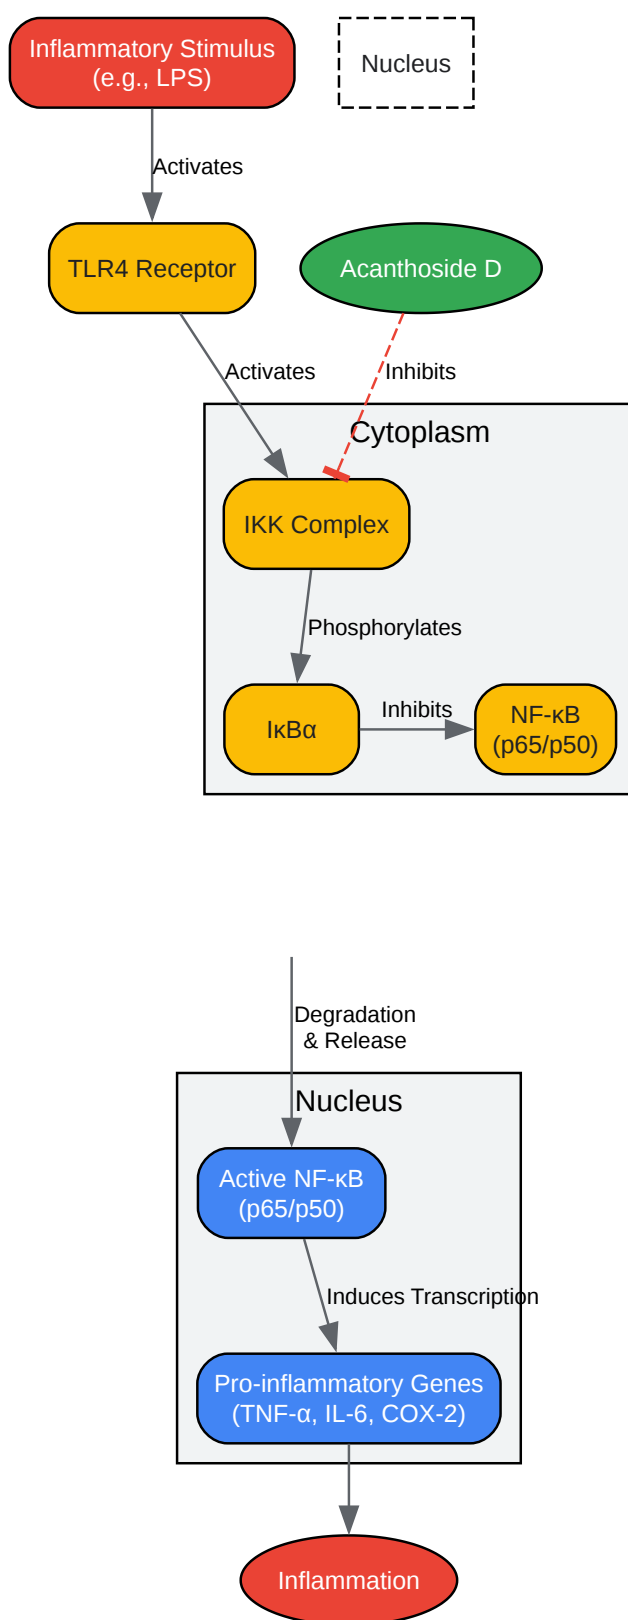 Inflammatory Stimulus
(e.g., LPS)
Nucleus
Activates
TLR4 Receptor
Acanthoside D
Activates
Inhibits
Cytoplasm
IKK Complex
Phosphorylates
IκBα
Inhibits
NF-κB
(p65/p50)
Degradation
& Release
Nucleus
Active NF-κB
(p65/p50)
Induces Transcription
Pro-inflammatory Genes
(TNF-α, IL-6, COX-2)
Inflammation